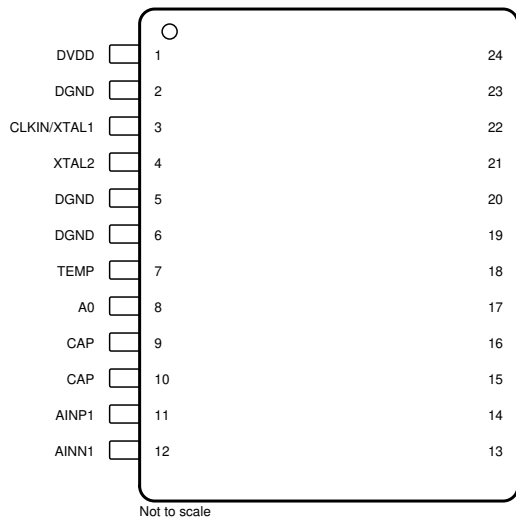 DVDD 1 24
DGND 2 23
CLKIN/XTAL1 3 22
XTAL2 4 21
DGND 5 20
DGND 6 19
TEMP 7 18
A0 8 17
CAP 9 16
CAP 10 15
AINP1 11 14
AINN1 12 13
Not to scale